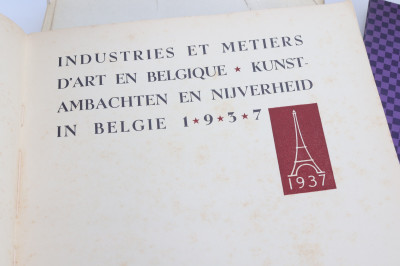 INDUSTRIES ET METIERS
D'ART EN BELGIQUE ★ KUNST-
AMBACHTEN EN NIJVERHEID
IN BELGIE 1★9★3★7
1937